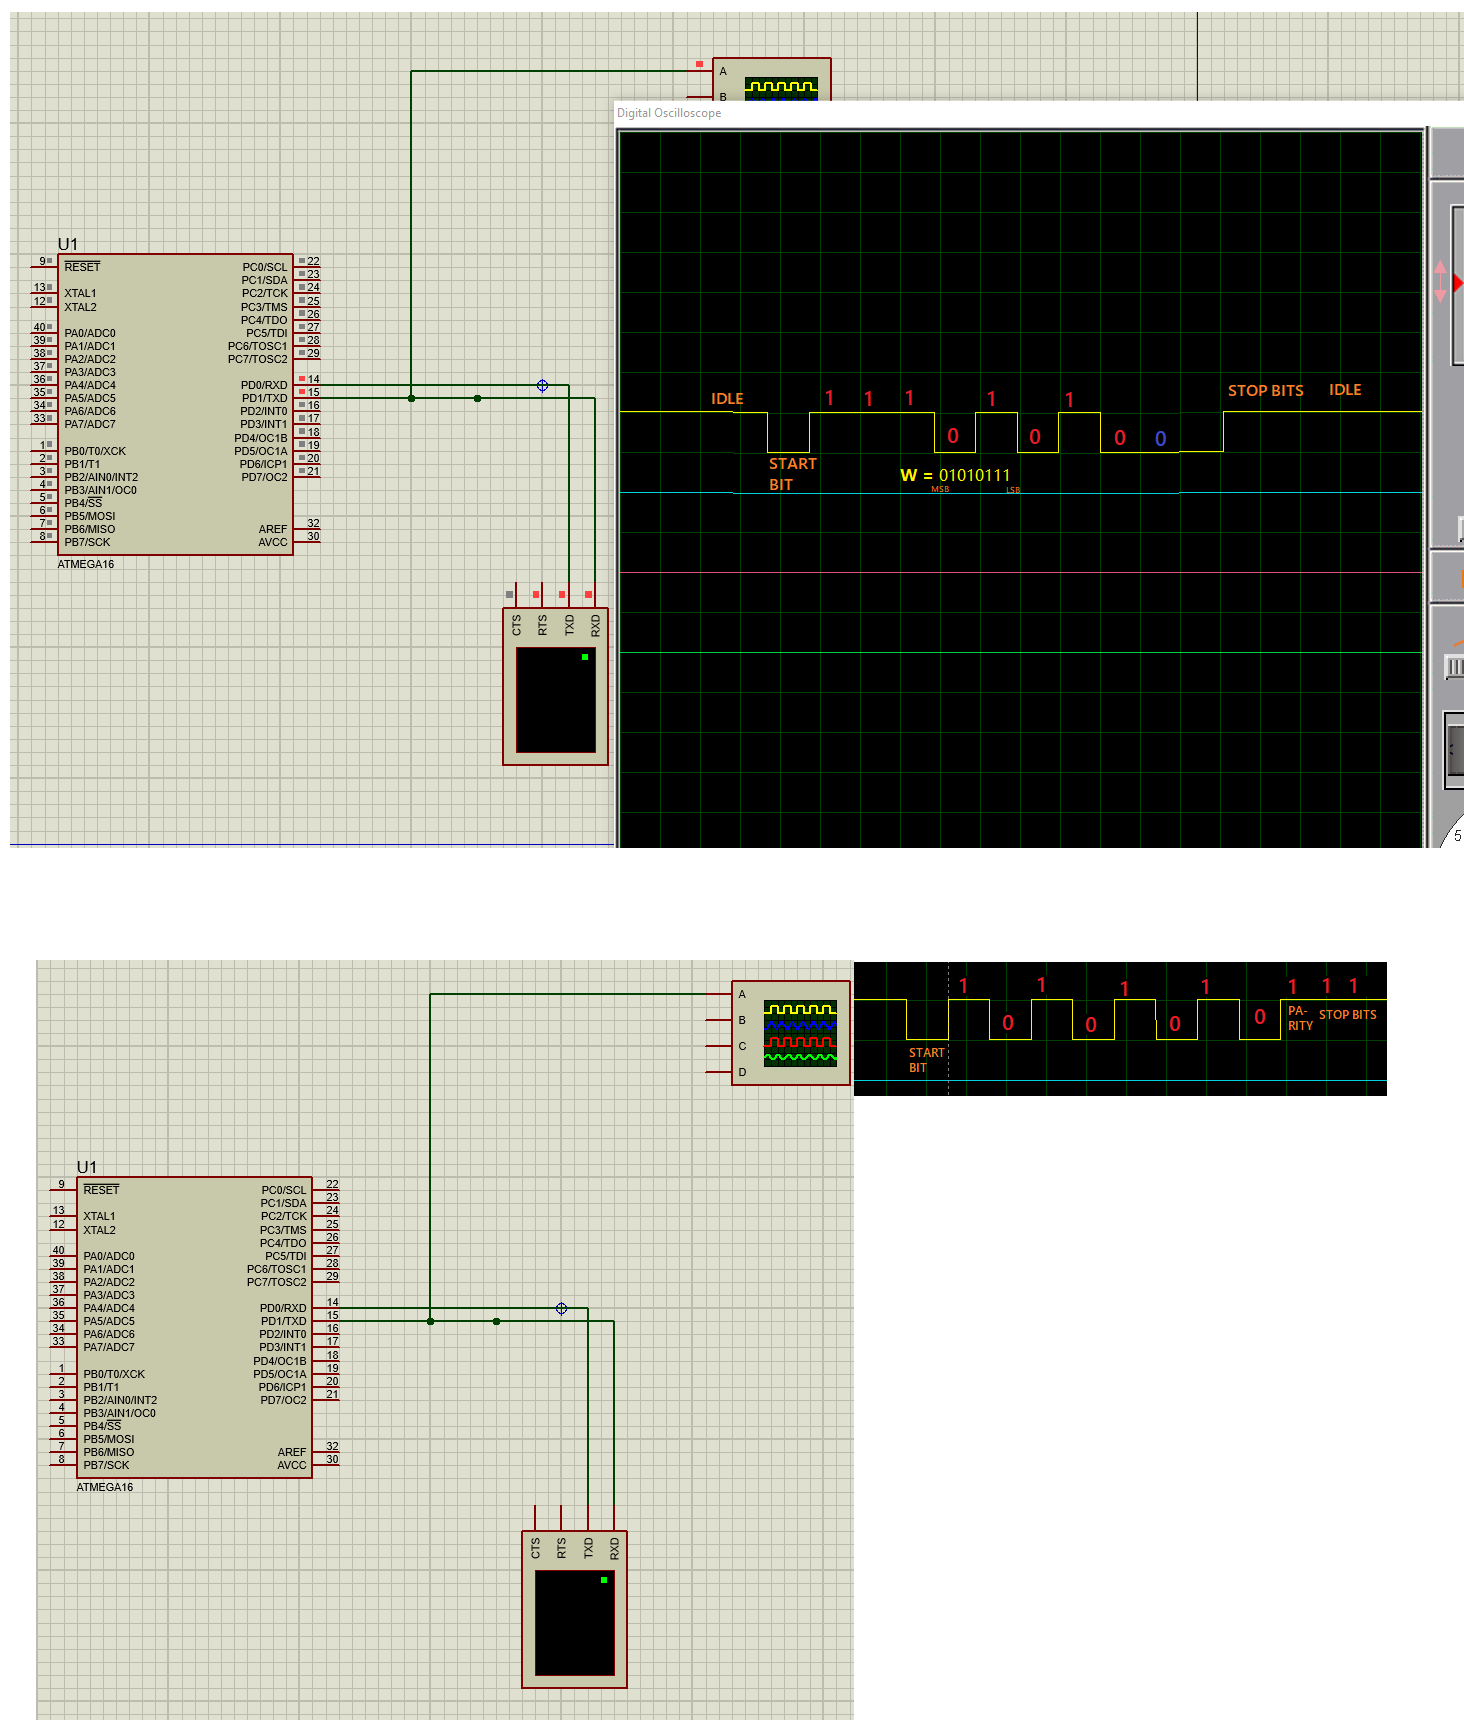 A
B
Digital Oscilloscope
U1
9 RESET PC0/SCL 22
PC1/SDA 23
13 XTAL1 PC2/TCK 24
12 XTAL2 PC3/TMS 25
PC4/TDO 26
40 PA0/ADC0 PC5/TDI 27
39 PA1/ADC1 PC6/TOSC1 28
38 PA2/ADC2 PC7/TOSC2 29
37 PA3/ADC3
36 PA4/ADC4 PD0/RXD 14
35 PA5/ADC5 PD1/TXD 15
34 PA6/ADC6 PD2/INT0 16
33 PA7/ADC7 PD3/INT1 17
PD4/OC1B 18
1 PB0/T0/XCK PD5/OC1A 19
2 PB1/T1 PD6/ICP1 20
3 PB2/AIN0/INT2 PD7/OC2 21
4 PB3/AIN1/OC0
5 PB4/SS
6 PB5/MOSI
7 PB6/MISO AREF 32
8 PB7/SCK AVCC 30
ATMEGA16
CTS RTS TXD RXD
IDLE 1 1 1 1 1 STOP BITS IDLE
0 0 0 0
START
BIT
W = 01010111
MSB LSB
5
A
B
C
D
1 1 1 1 1 1 1
0 0 0 0
PA-
RITY
STOP BITS
START
BIT
U1
9 RESET PC0/SCL 22
PC1/SDA 23
13 XTAL1 PC2/TCK 24
12 XTAL2 PC3/TMS 25
PC4/TDO 26
40 PA0/ADC0 PC5/TDI 27
39 PA1/ADC1 PC6/TOSC1 28
38 PA2/ADC2 PC7/TOSC2 29
37 PA3/ADC3
36 PA4/ADC4 PD0/RXD 14
35 PA5/ADC5 PD1/TXD 15
34 PA6/ADC6 PD2/INT0 16
33 PA7/ADC7 PD3/INT1 17
PD4/OC1B 18
1 PB0/T0/XCK PD5/OC1A 19
2 PB1/T1 PD6/ICP1 20
3 PB2/AIN0/INT2 PD7/OC2 21
4 PB3/AIN1/OC0
5 PB4/SS
6 PB5/MOSI
7 PB6/MISO AREF 32
8 PB7/SCK AVCC 30
ATMEGA16
CTS RTS TXD RXD